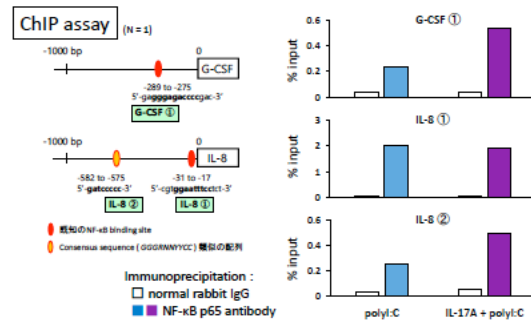 ChIP assay (N = 1)
-1000 bp
0
G-CSF
-289 to -275
5'-gagggagaccccgac-3'
G-CSF ①
-1000 bp
0
IL-8
-582 to -575
5'-gatccccc-3'
IL-8 ②
-31 to -17
5'-cgtggaatttcctct-3'
IL-8 ①
既知のNF-κB binding site
Consensus sequence ( GGGRNNYYCC ) 類似の配列
Immunoprecipitation :
normal rabbit IgG
NF-κB p65 antibody
G-CSF ①
% input
0.6
0.4
0.2
0
IL-8 ①
% input
3
2
1
0
IL-8 ②
% input
0.6
0.4
0.2
0
polyI:C
IL-17A + polyI:C